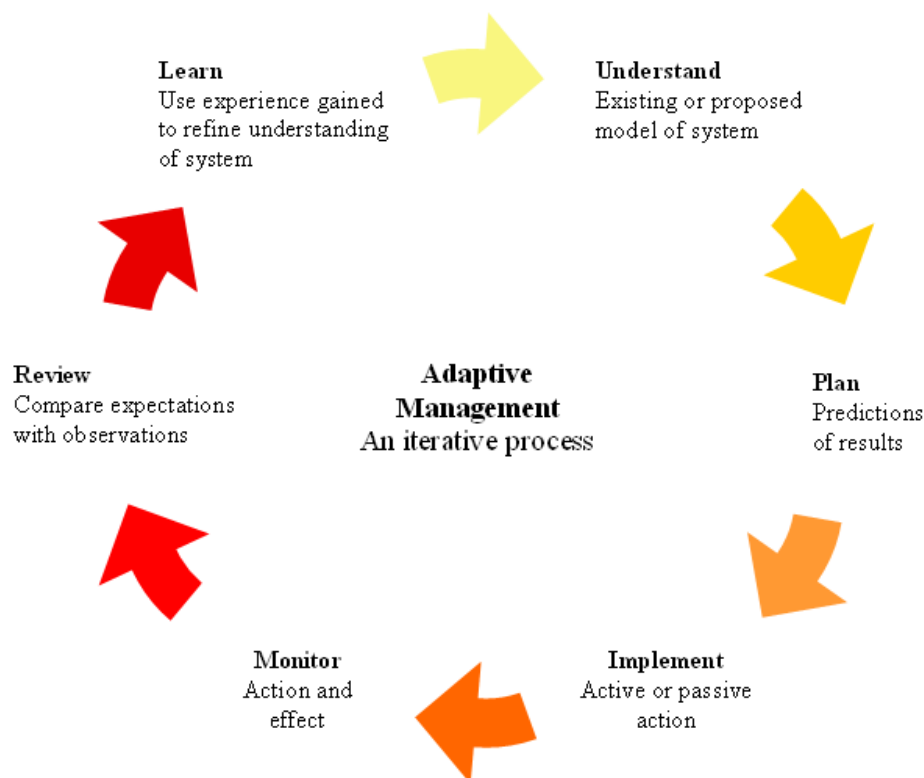 Learn
Use experience gained
to refine understanding
of system
Understand
Existing or proposed
model of system
Review
Compare expectations
with observations
Adaptive
Management
An iterative process
Plan
Predictions
of results
Monitor
Action and
effect
Implement
Active or passive
action